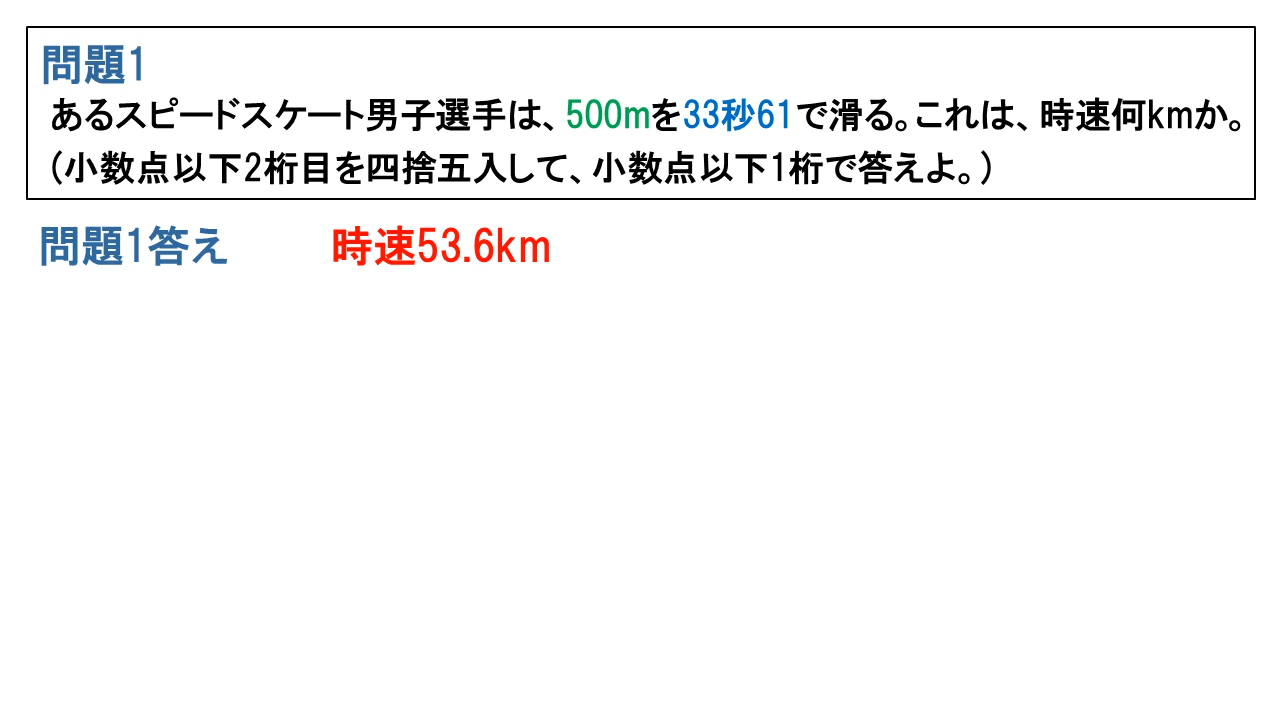 問題1
あるスピードスケート男子選手は、500mを33秒61で滑る。これは、時速何kmか。
(小数点以下2桁目を四捨五入して、小数点以下1桁で答えよ。)
問題1答え 時速53.6km